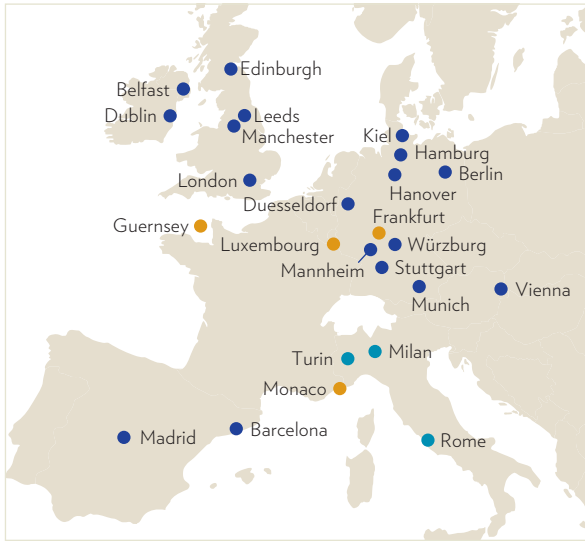 Edinburgh
Belfast
Dublin
Leeds
Manchester
Kiel
Hamburg
Berlin
London
Hanover
Duesseldorf
Frankfurt
Guernsey
Luxembourg
Würzburg
Mannheim
Stuttgart
Munich
Vienna
Turin
Milan
Monaco
Madrid
Barcelona
Rome